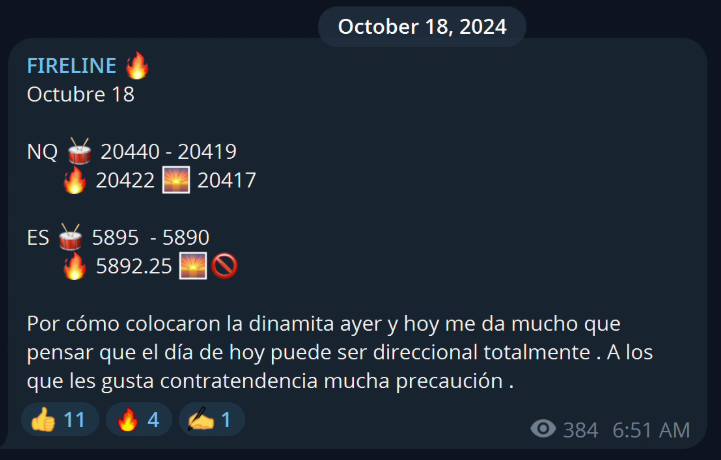 October 18, 2024
FIRELINE 🔥
Octubre 18
NQ 🥁 20440 - 20419
🔥 20422 🌅 20417
ES 🥁 5895 - 5890
🔥 5892.25 🌅🚫
Por cómo colocaron la dinamita ayer y hoy me da mucho que
pensar que el día de hoy puede ser direccional totalmente . A los
que les gusta contratendencia mucha precaución .
👍 11 🔥 4 ✍️ 1
384 6:51 AM